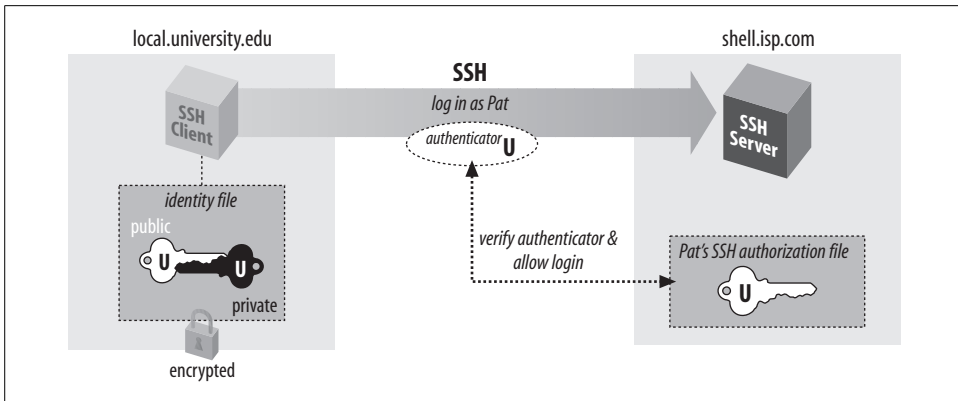 local.university.edu
shell.isp.com
SSH
log in as Pat
SSH
Client
authenticator U
SSH
Server
identity file
public
U
U
private
verify authenticator &
allow login
Pat's SSH authorization file
U
encrypted